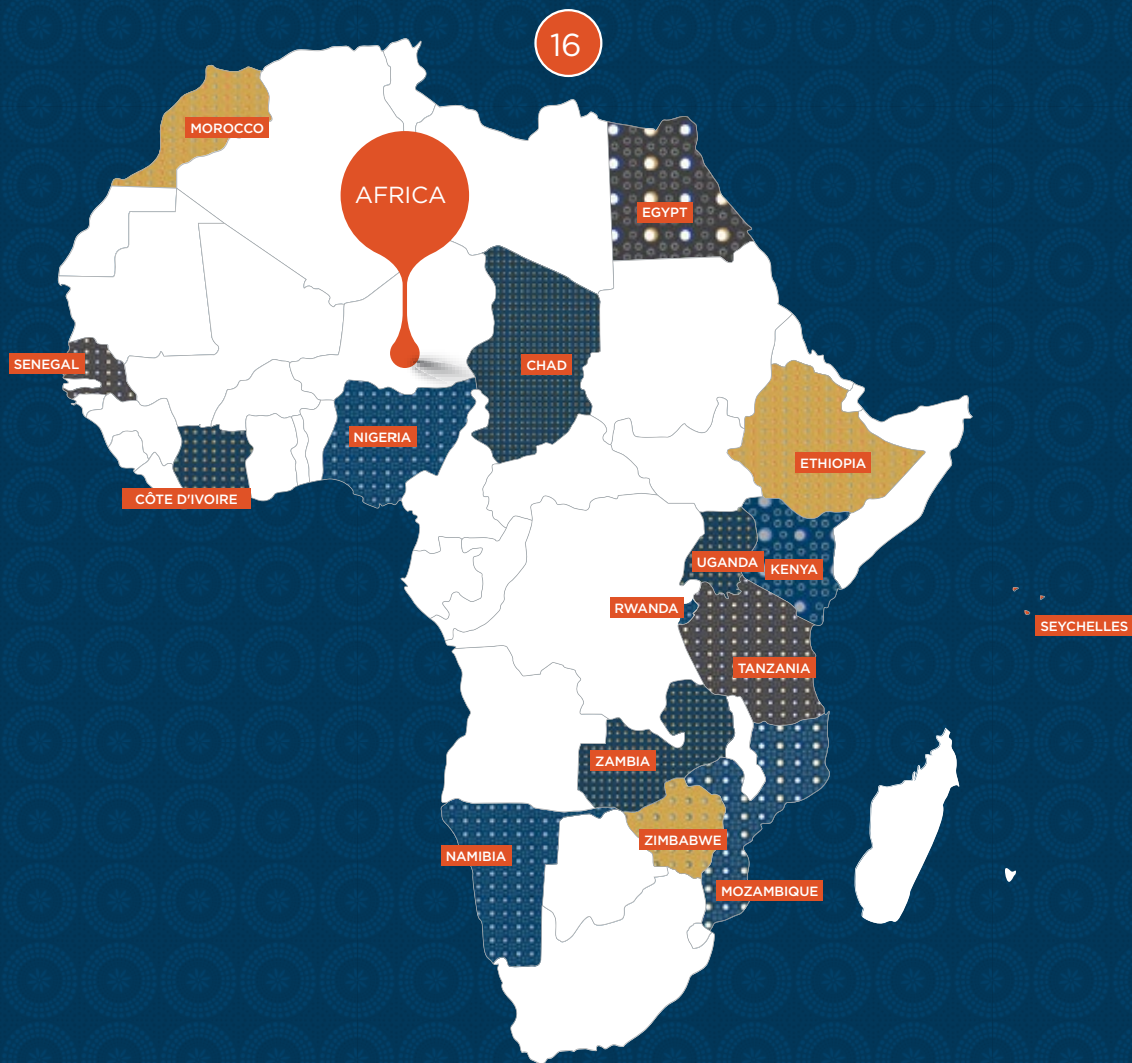 16
MOROCCO
AFRICA
EGYPT
SENEGAL
CHAD
NIGERIA
ETHIOPIA
CÔTE D'IVOIRE
UGANDA
KENYA
RWANDA
SEYCHELLES
TANZANIA
ZAMBIA
ZIMBABWE
NAMIBIA
MOZAMBIQUE